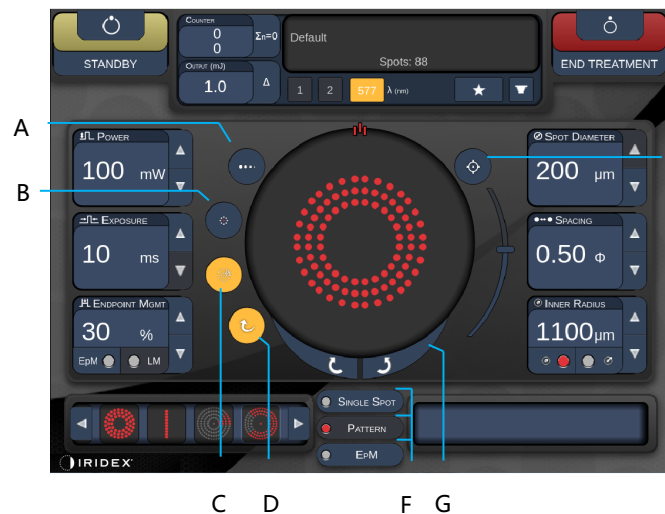 COUNTER
0
0
Σn=0
OUTPUT (mJ)
1.0
Δ
Default
Spots: 88
1 2 577 λ (nm)
STANDBY
END TREATMENT
A
B
POWER
100 mW
EXPOSURE
10 ms
ENDPOINT MGMT
30 %
EpM LM
SPOT DIAMETER
200 µm
SPACING
0.50 Φ
INNER RADIUS
1100 µm
SINGLE SPOT
PATTERN
EPM
IRIDEX
C D F G